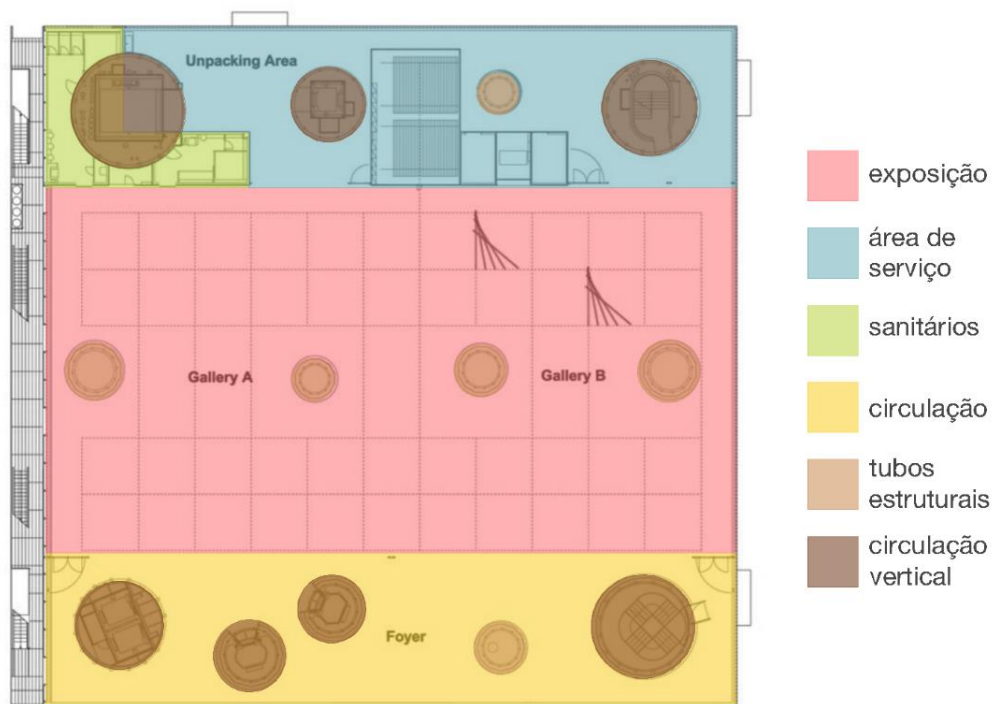 Unpacking Area
Gallery A
Gallery B
Foyer
exposição
área de
serviço
sanitários
circulação
tubos
estruturais
circulação
vertical